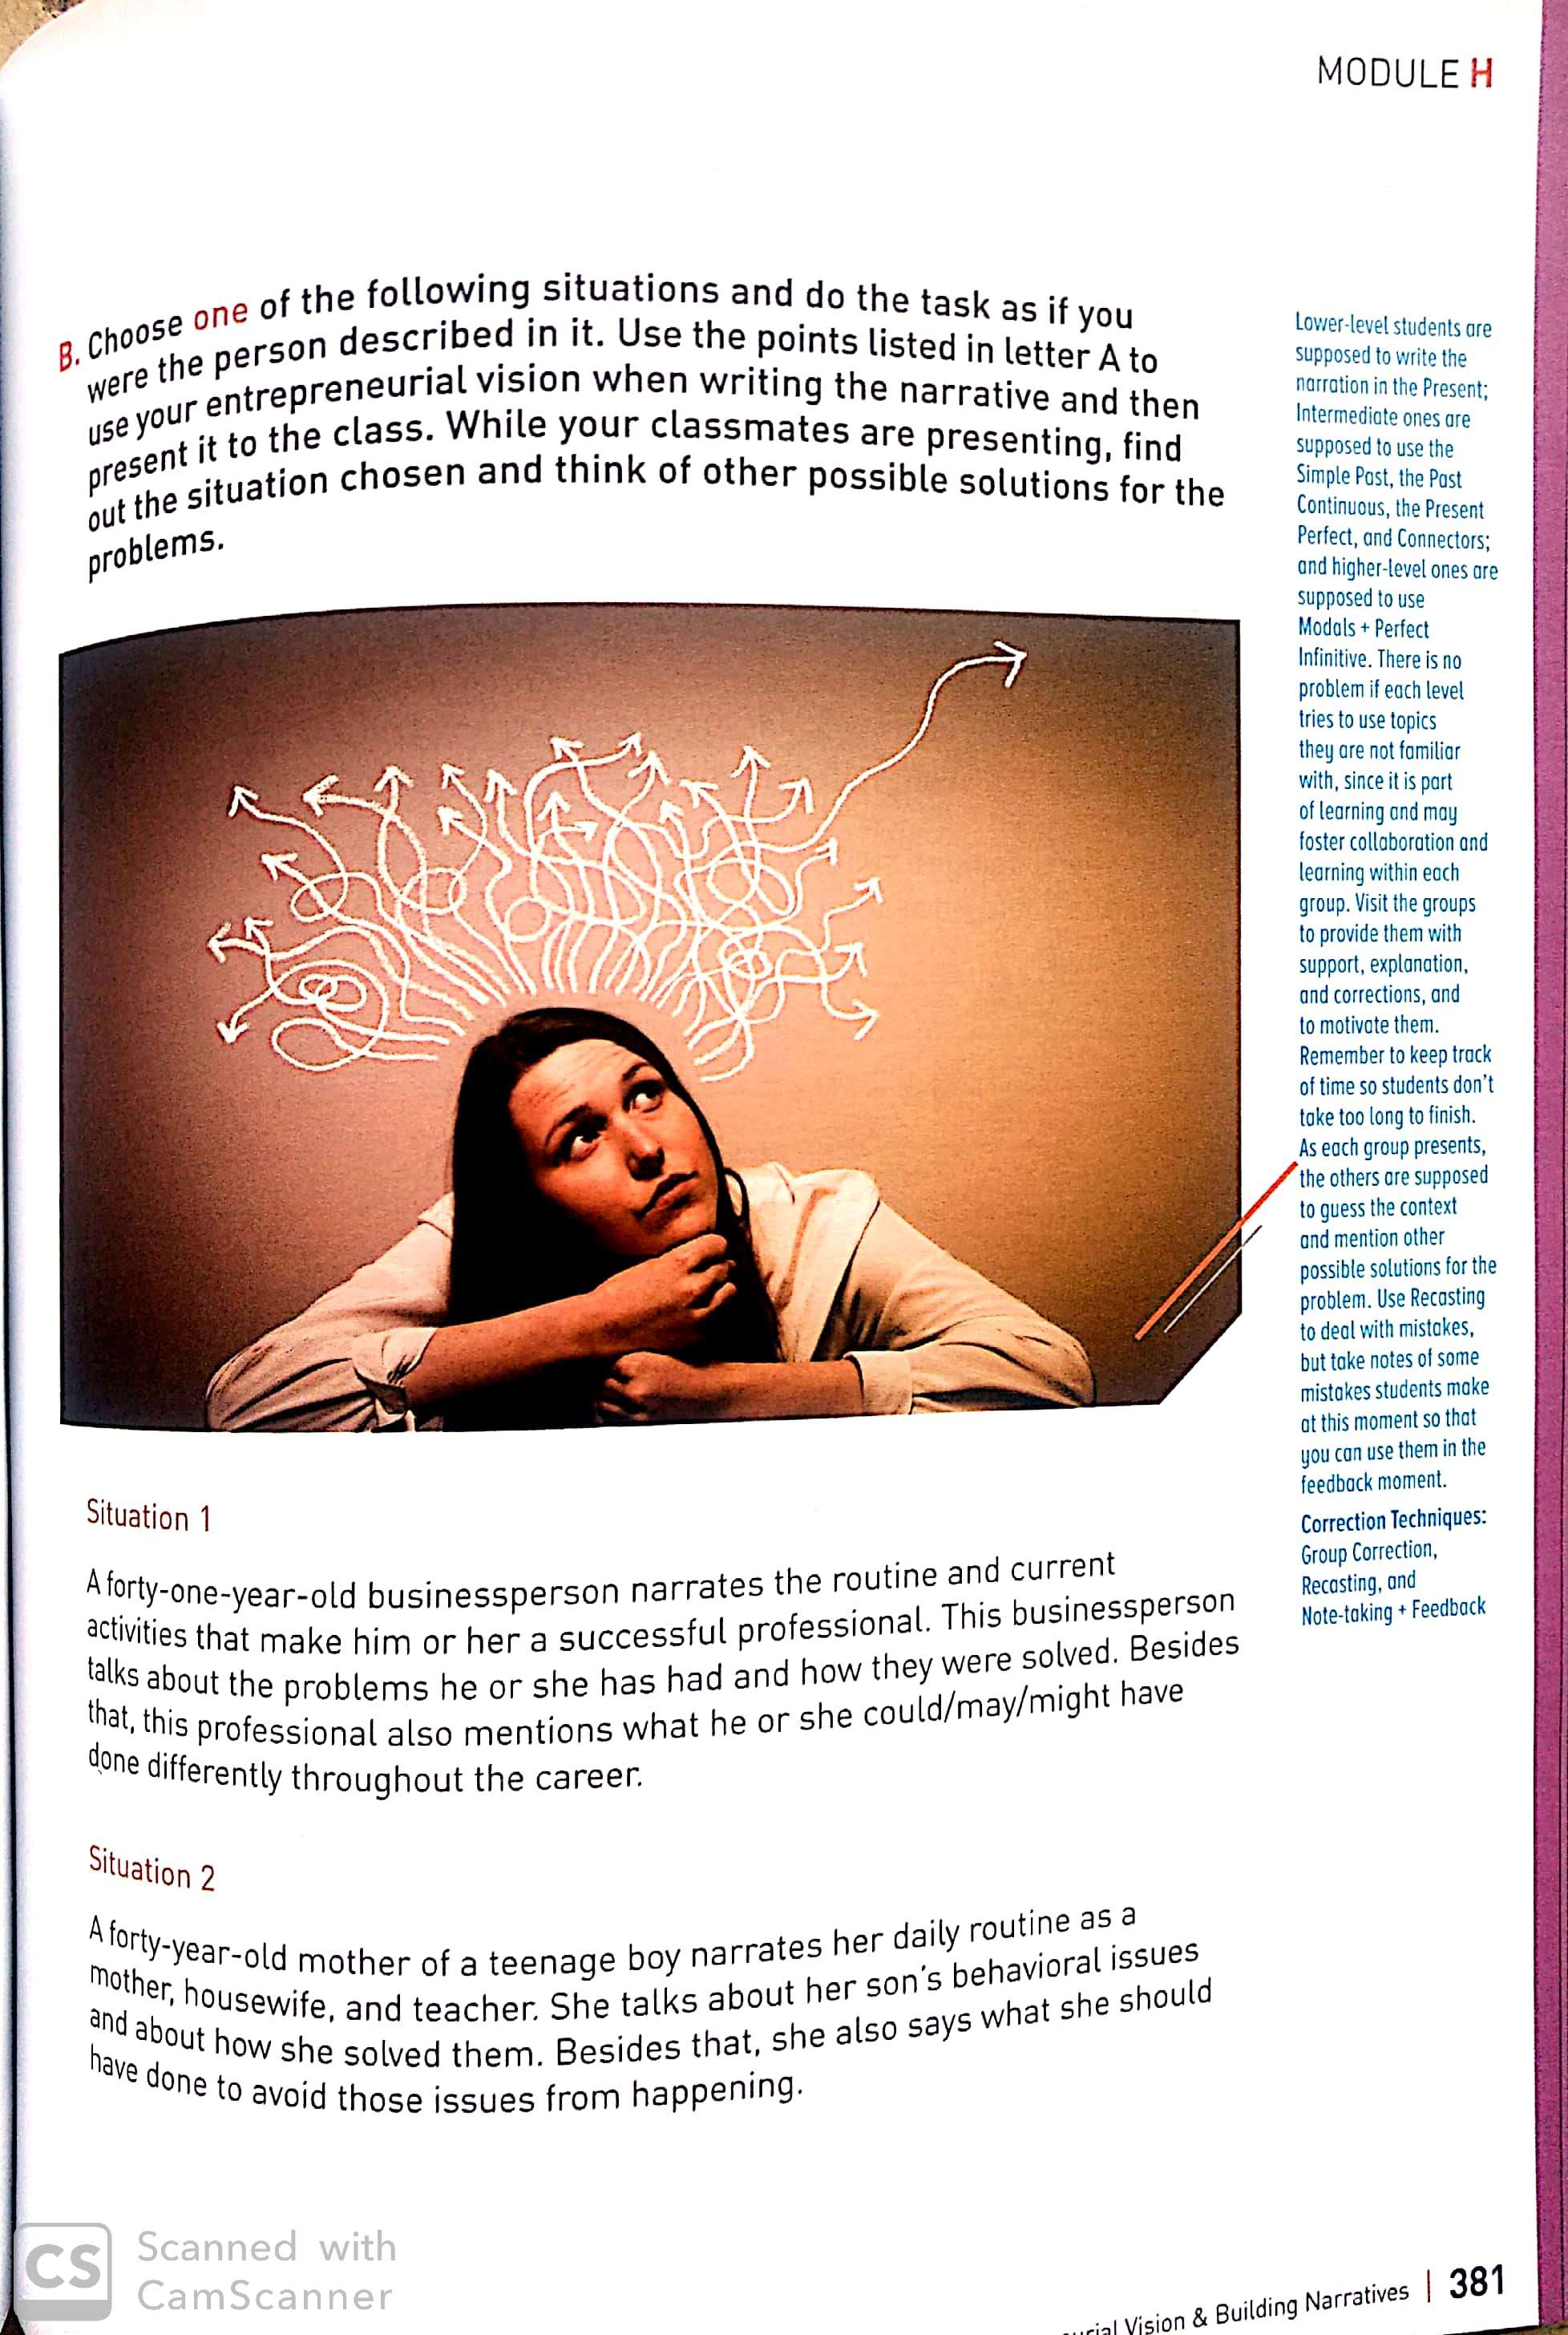 MODULE H
B. Choose one of the following situations and do the task as if you
were the person described in it. Use the points listed in letter A to
use your entrepreneurial vision when writing the narrative and then
present it to the class. While your classmates are presenting, find
out the situation chosen and think of other possible solutions for the
problems.
Lower-level students are
supposed to write the
narration in the Present;
Intermediate ones are
supposed to use the
Simple Past, the Past
Continuous, the Present
Perfect, and Connectors;
and higher-level ones are
supposed to use
Modals + Perfect
Infinitive. There is no
problem if each level
tries to use topics
they are not familiar
with, since it is part
of learning and may
foster collaboration and
learning within each
group. Visit the groups
to provide them with
support, explanation,
and corrections, and
to motivate them.
Remember to keep track
of time so students don't
take too long to finish.
As each group presents,
the others are supposed
to guess the context
and mention other
possible solutions for the
problem. Use Recasting
to deal with mistakes,
but take notes of some
mistakes students make
at this moment so that
you can use them in the
feedback moment.
Correction Techniques:
Group Correction,
Recasting, and
Note-taking + Feedback
Situation 1
A forty-one-year-old businessperson narrates the routine and current
activities that make him or her a successful professional. This businessperson
talks about the problems he or she has had and how they were solved. Besides
that, this professional also mentions what he or she could/may/might have
done differently throughout the career.
Situation 2
A forty-year-old mother of a teenage boy narrates her daily routine as a
mother, housewife, and teacher. She talks about her son's behavioral issues
and about how she solved them. Besides that, she also says what she should
have done to avoid those issues from happening.
CS Scanned with
CamScanner
Vision & Building Narratives | 381